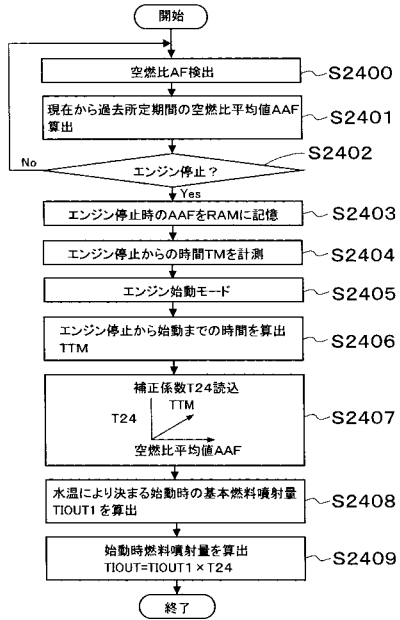 開始
空燃比AF検出
S2400
現在から過去所定期間の空燃比平均値AAF
算出
S2401
S2402
No
エンジン停止？
Yes
エンジン停止時のAAFをRAMに記憶
S2403
エンジン停止からの時間TMを計測
S2404
エンジン始動モード
S2405
エンジン停止から始動までの時間を算出
TTM
S2406
補正係数T24読込
TTM
T24
空燃比平均値AAF
S2407
水温により決まる始動時の基本燃料噴射量
TIOUT1を算出
S2408
始動時燃料噴射量を算出
TIOUT=TIOUT1×T24
S2409
終了